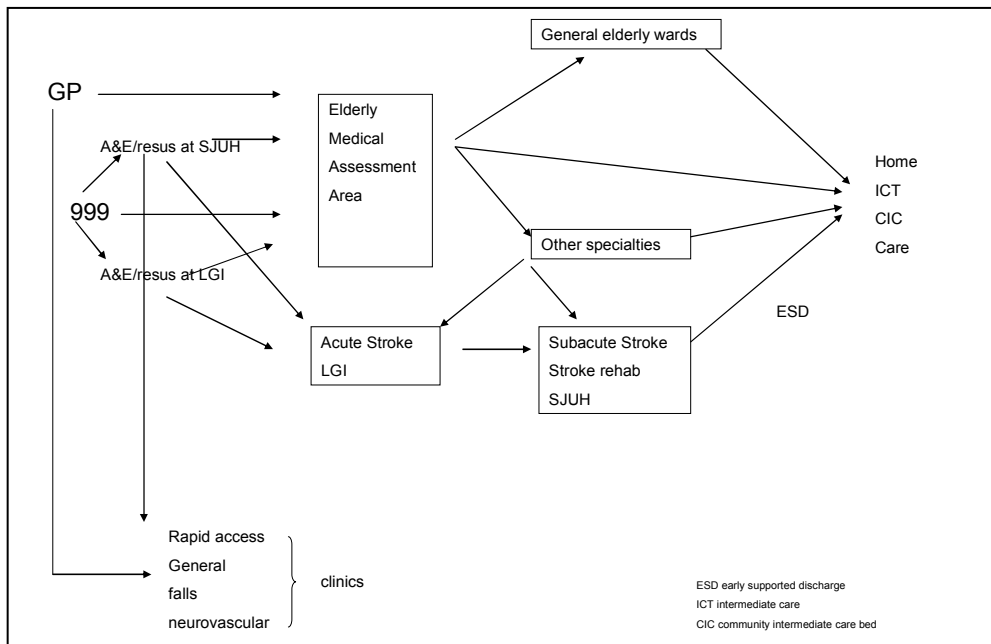 General elderly wards
GP
Elderly
Medical
Assessment
Area
A&E/resus at SJUH
999
A&E/resus at LGI
Home
ICT
CIC
Care
Other specialties
ESD
Acute Stroke
LGI
Subacute Stroke
Stroke rehab
SJUH
Rapid access
General
falls
neurovascular
clinics
ESD early supported discharge
ICT intermediate care
CIC community intermediate care bed